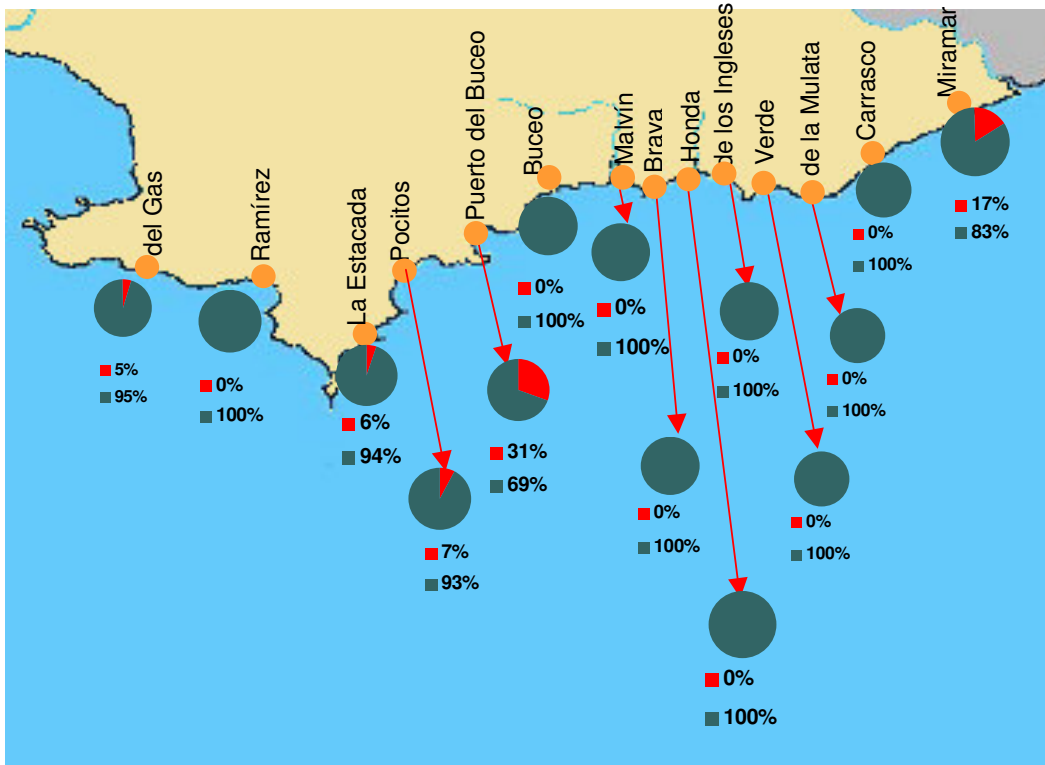 del Gas
Ramírez
La Estacada
Pocitos
Puerto del Buceo
Buceo
Malvín
Brava
Honda
de los Ingleses
Verde
de la Mulata
Carrasco
Miramar
5%
95%
0%
100%
6%
94%
7%
93%
31%
69%
0%
100%
0%
100%
0%
100%
0%
100%
0%
100%
0%
100%
0%
100%
0%
100%
17%
83%